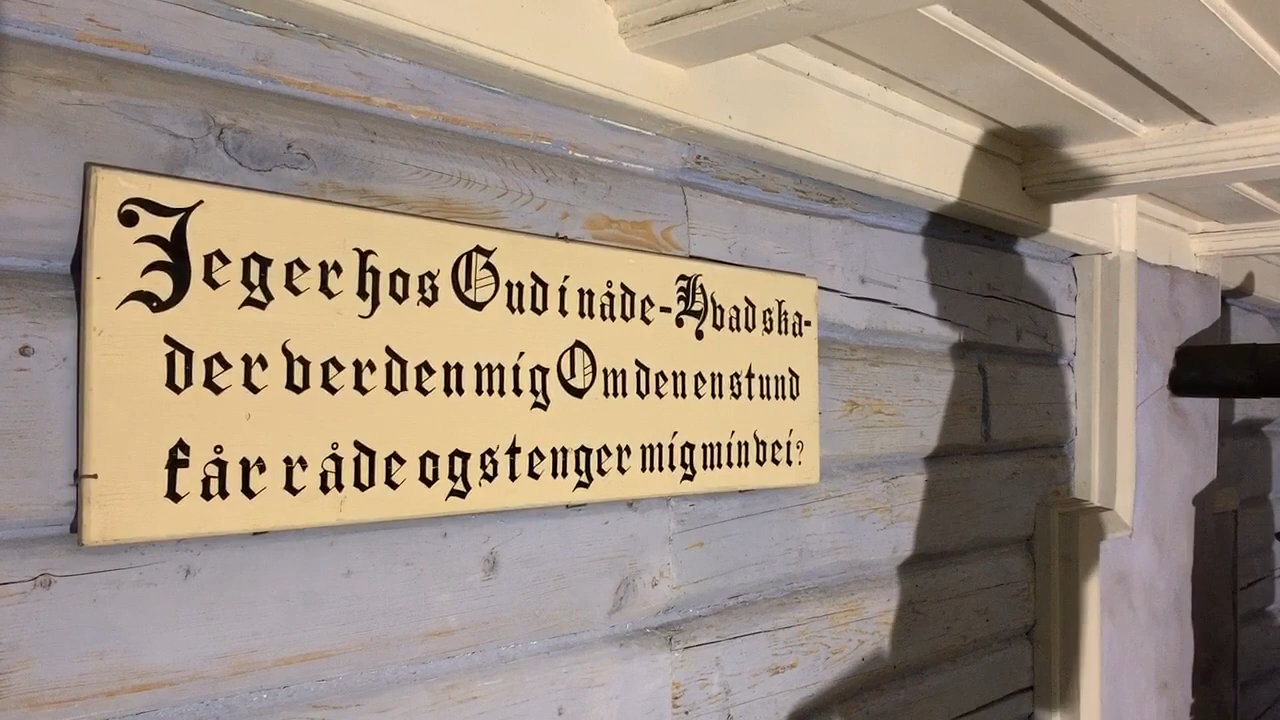 Jeg er hos Gud i nåde - Hvad ska-
der verden mig Om den en stund
får råde og stenger mig min vei?